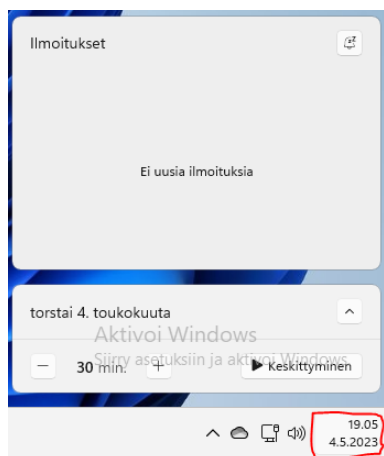 Ilmoitukset
Ei uusia ilmoituksia
torstai 4. toukokuuta
Aktivoi Windows
Siirry asetuksiin ja aktivoi Windows.
30 min.
Keskittyminen
19.05
4.5.2023